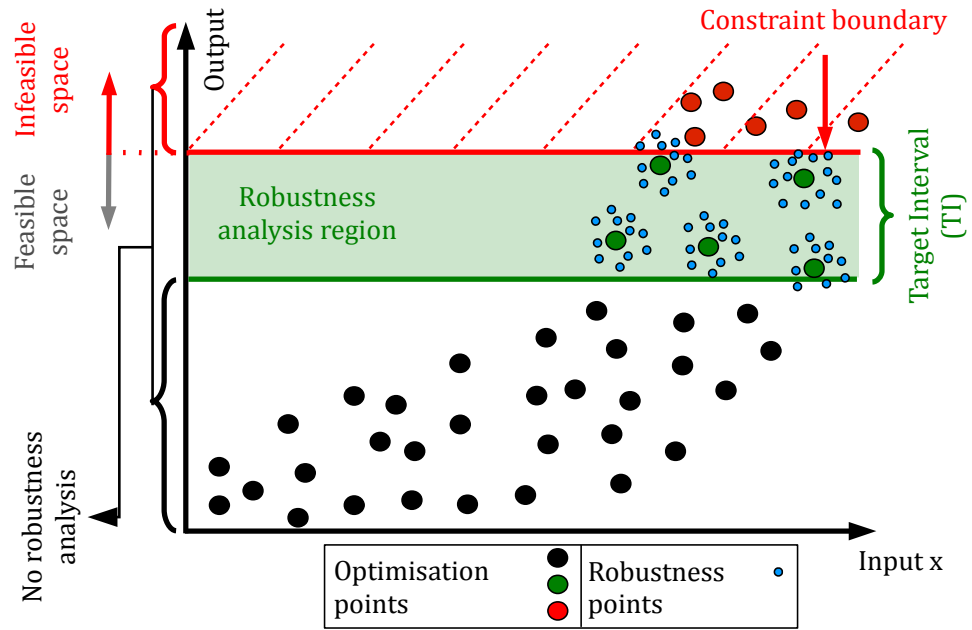 Infeasible
space
Feasible
space
No robustness
analysis
Output
Constraint boundary
Robustness
analysis region
Target Interval
(TI)
Input x
Optimisation
points
Robustness
points